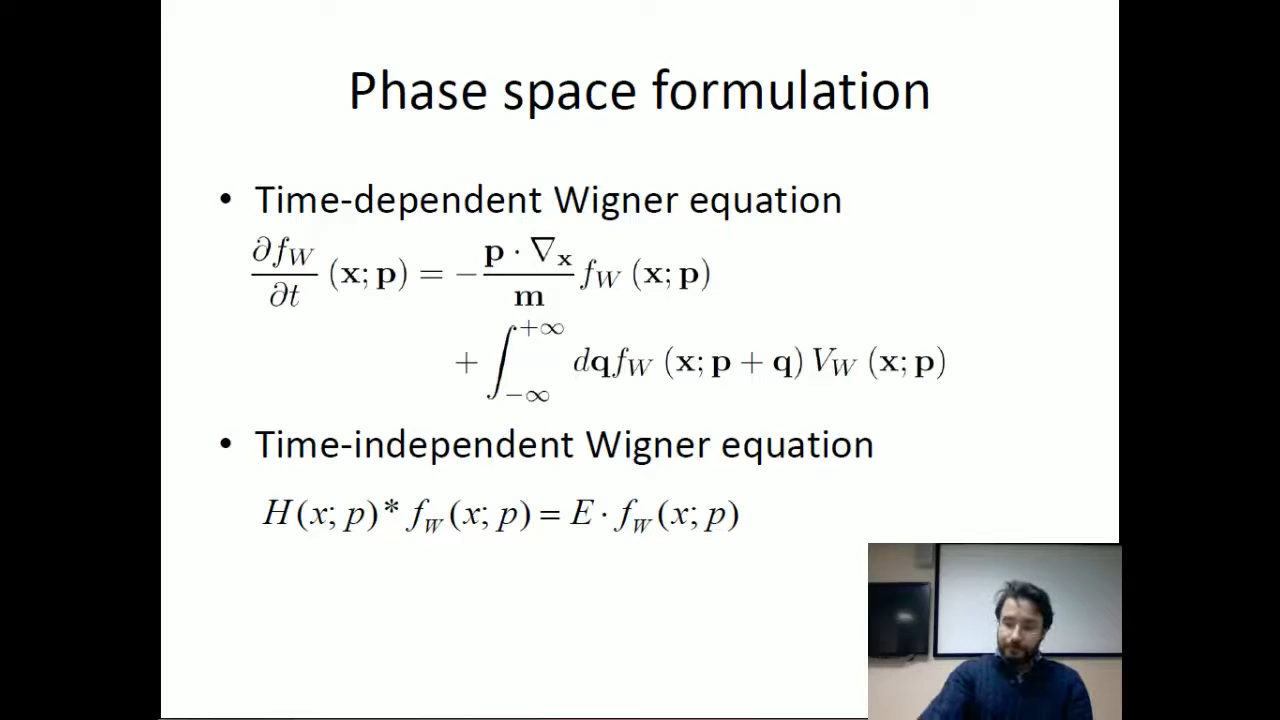 Phase space formulation
• Time-dependent Wigner equation
∂f_W/∂t (x; p) = − p · ∇_x/m f_W (x; p)
+ ∫_{−∞}^{+∞} dq f_W (x; p + q) V_W (x; p)
• Time-independent Wigner equation
H(x; p) * f_W(x; p) = E · f_W(x; p)